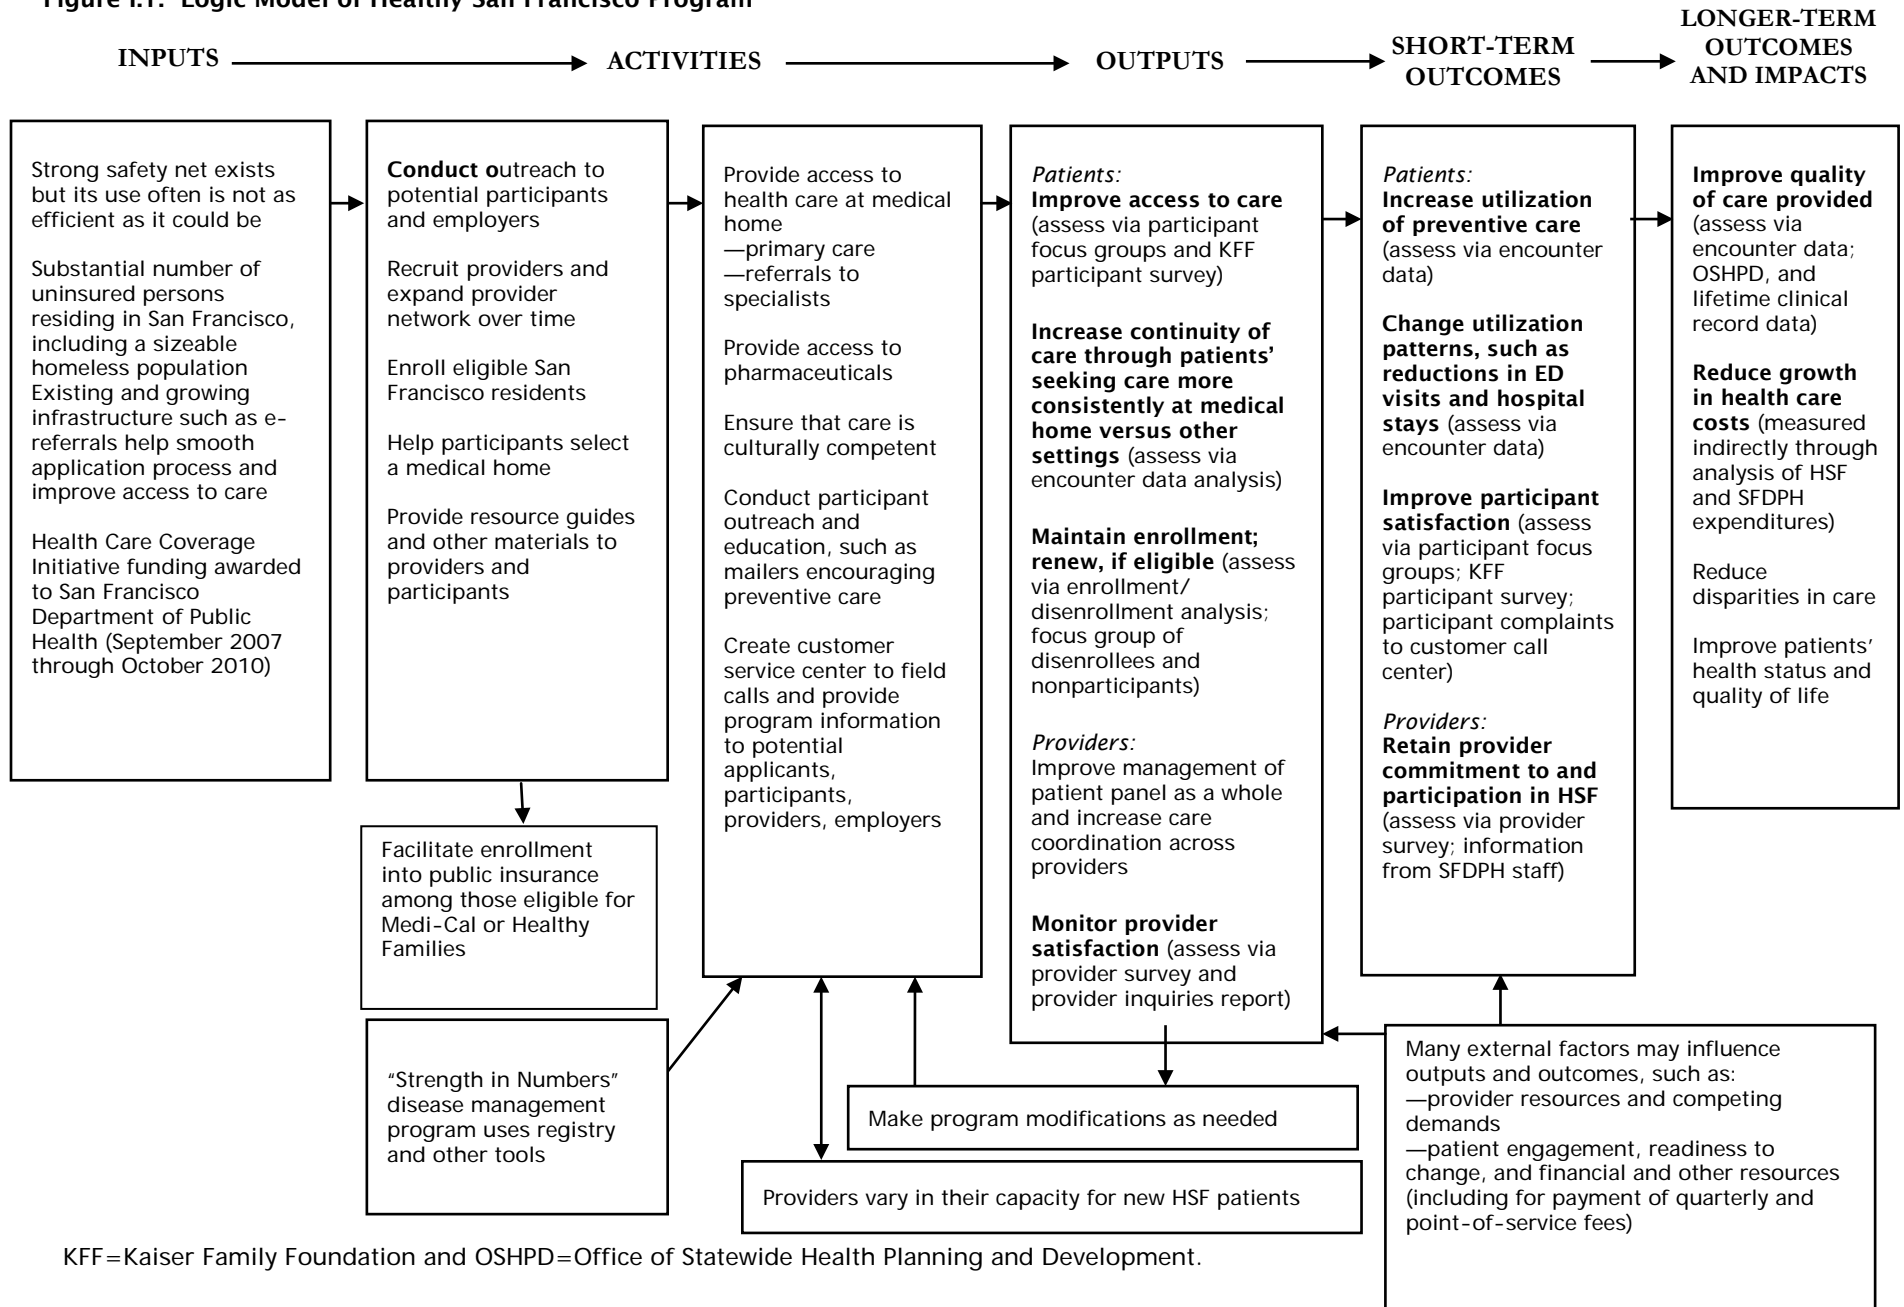 Figure I.1:  Logic Model of Healthy San Francisco Program
INPUTS
ACTIVITIES
OUTPUTS
SHORT-TERM
OUTCOMES
LONGER-TERM
OUTCOMES
AND IMPACTS
Strong safety net exists
but its use often is not as
efficient as it could be
Substantial number of
uninsured persons
residing in San Francisco,
including a sizeable
homeless population
Existing and growing
infrastructure such as e-
referrals help smooth
application process and
improve access to care
Health Care Coverage
Initiative funding awarded
to San Francisco
Department of Public
Health (September 2007
through October 2010)
Conduct outreach to
potential participants
and employers
Recruit providers and
expand provider
network over time
Enroll eligible San
Francisco residents
Help participants select
a medical home
Provide resource guides
and other materials to
providers and
participants
Facilitate enrollment
into public insurance
among those eligible for
Medi-Cal or Healthy
Families
"Strength in Numbers"
disease management
program uses registry
and other tools
Provide access to
health care at medical
home
—primary care
—referrals to
specialists
Provide access to
pharmaceuticals
Ensure that care is
culturally competent
Conduct participant
outreach and
education, such as
mailers encouraging
preventive care
Create customer
service center to field
calls and provide
program information
to potential
applicants,
participants,
providers, employers
Patients:
Improve access to care
(assess via participant
focus groups and KFF
participant survey)
Increase continuity of
care through patients'
seeking care more
consistently at medical
home versus other
settings (assess via
encounter data analysis)
Maintain enrollment;
renew, if eligible (assess
via enrollment/
disenrollment analysis;
focus group of
disenrollees and
nonparticipants)
Providers:
Improve management of
patient panel as a whole
and increase care
coordination across
providers
Monitor provider
satisfaction (assess via
provider survey and
provider inquiries report)
Make program modifications as needed
Providers vary in their capacity for new HSF patients
Patients:
Increase utilization
of preventive care
(assess via encounter
data)
Change utilization
patterns, such as
reductions in ED
visits and hospital
stays (assess via
encounter data)
Improve participant
satisfaction (assess
via participant focus
groups; KFF
participant survey;
participant complaints
to customer call
center)
Providers:
Retain provider
commitment to and
participation in HSF
(assess via provider
survey; information
from SFDPH staff)
Improve quality
of care provided
(assess via
encounter data;
OSHPD, and
lifetime clinical
record data)
Reduce growth
in health care
costs (measured
indirectly through
analysis of HSF
and SFDPH
expenditures)
Reduce
disparities in care
Improve patients'
health status and
quality of life
Many external factors may influence
outputs and outcomes, such as:
—provider resources and competing
demands
—patient engagement, readiness to
change, and financial and other resources
(including for payment of quarterly and
point-of-service fees)
KFF=Kaiser Family Foundation and OSHPD=Office of Statewide Health Planning and Development.